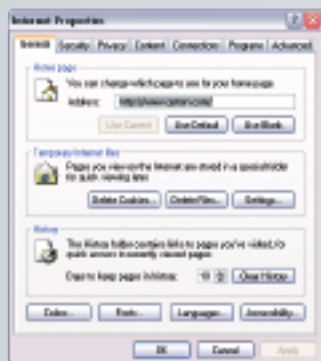 Internet Properties
General Security Privacy Content Connections Programs Advanced
Home page
You can change which page to use for your home page.
Address:
Use Current Use Default Use Blank
Temporary Internet files
Pages you view on the Internet are stored in a special folder
for quick viewing later.
Delete Cookies... Delete Files... Settings...
History
The History folder contains links to pages you've visited, for
quick access to recently viewed pages.
Days to keep pages in history: Clear History
Colors... Fonts... Languages... Accessibility...
OK Cancel Apply